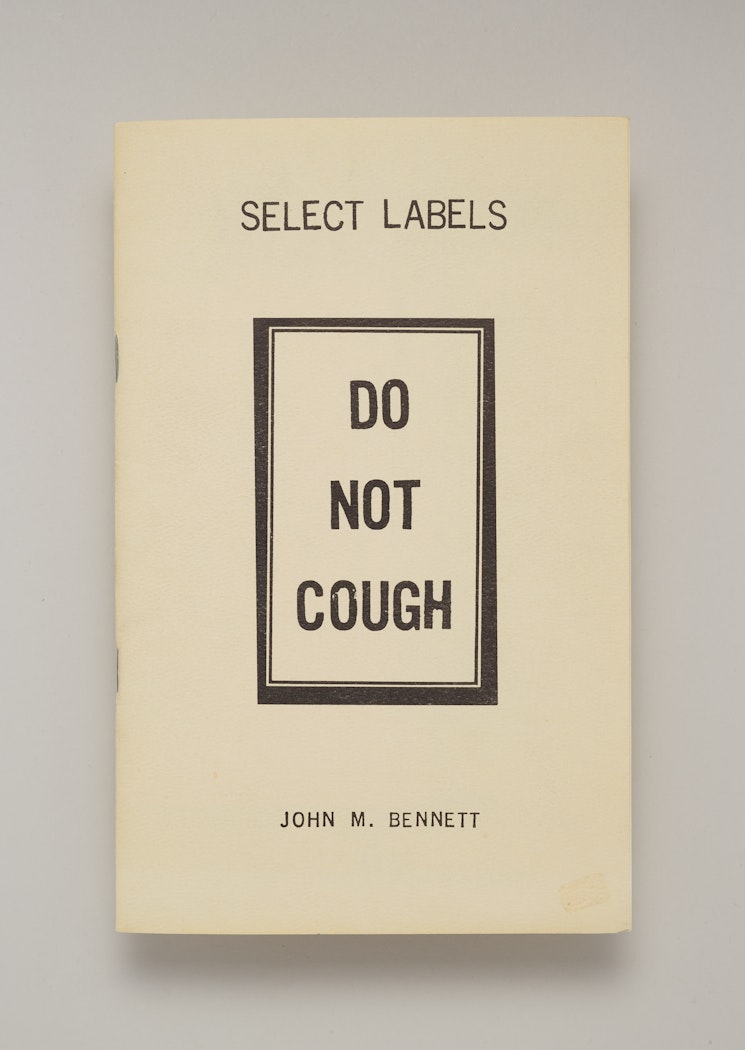 SELECT LABELS
DO
NOT
COUGH
JOHN M. BENNETT